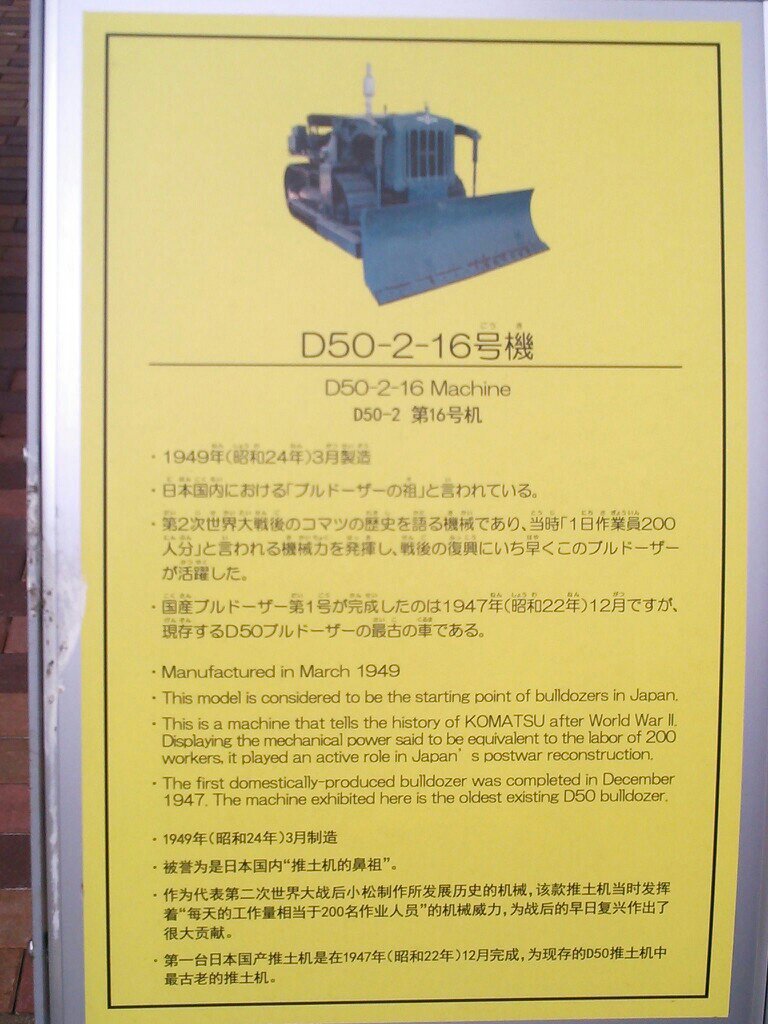 D50-2-16号機
D50-2-16 Machine
D50-2 第16号机
・1949年(昭和24年)3月製造
・日本国内における「ブルドーザーの祖」と言われている。
・第2次世界大戦後のコマツの歴史を語る機械であり、当時「1日作業員200
人分」と言われる機械力を発揮し、戦後の復興にいち早くこのブルドーザー
が活躍した。
・国産ブルドーザー第1号が完成したのは1947年(昭和22年)12月ですが、
現存するD50ブルドーザーの最古の車である。
・Manufactured in March 1949
・This model is considered to be the starting point of bulldozers in Japan.
・This is a machine that tells the history of KOMATSU after World War II.
Displaying the mechanical power said to be equivalent to the labor of 200
workers, it played an active role in Japan's postwar reconstruction.
・The first domestically-produced bulldozer was completed in December
1947. The machine exhibited here is the oldest existing D50 bulldozer.
・1949年(昭和24年)3月制造
・被誉为是日本国内“推土机的鼻祖”。
・作为代表第二次世界大战后小松制作所发展历史的机械，该款推土机当时发挥
着“每天的工作量相当于200名作业人员”的机械威力，为战后的早日复兴作出了
很大贡献。
・第一台日本国产推土机是在1947年(昭和22年)12月完成，为现存的D50推土机中
最古老的推土机。